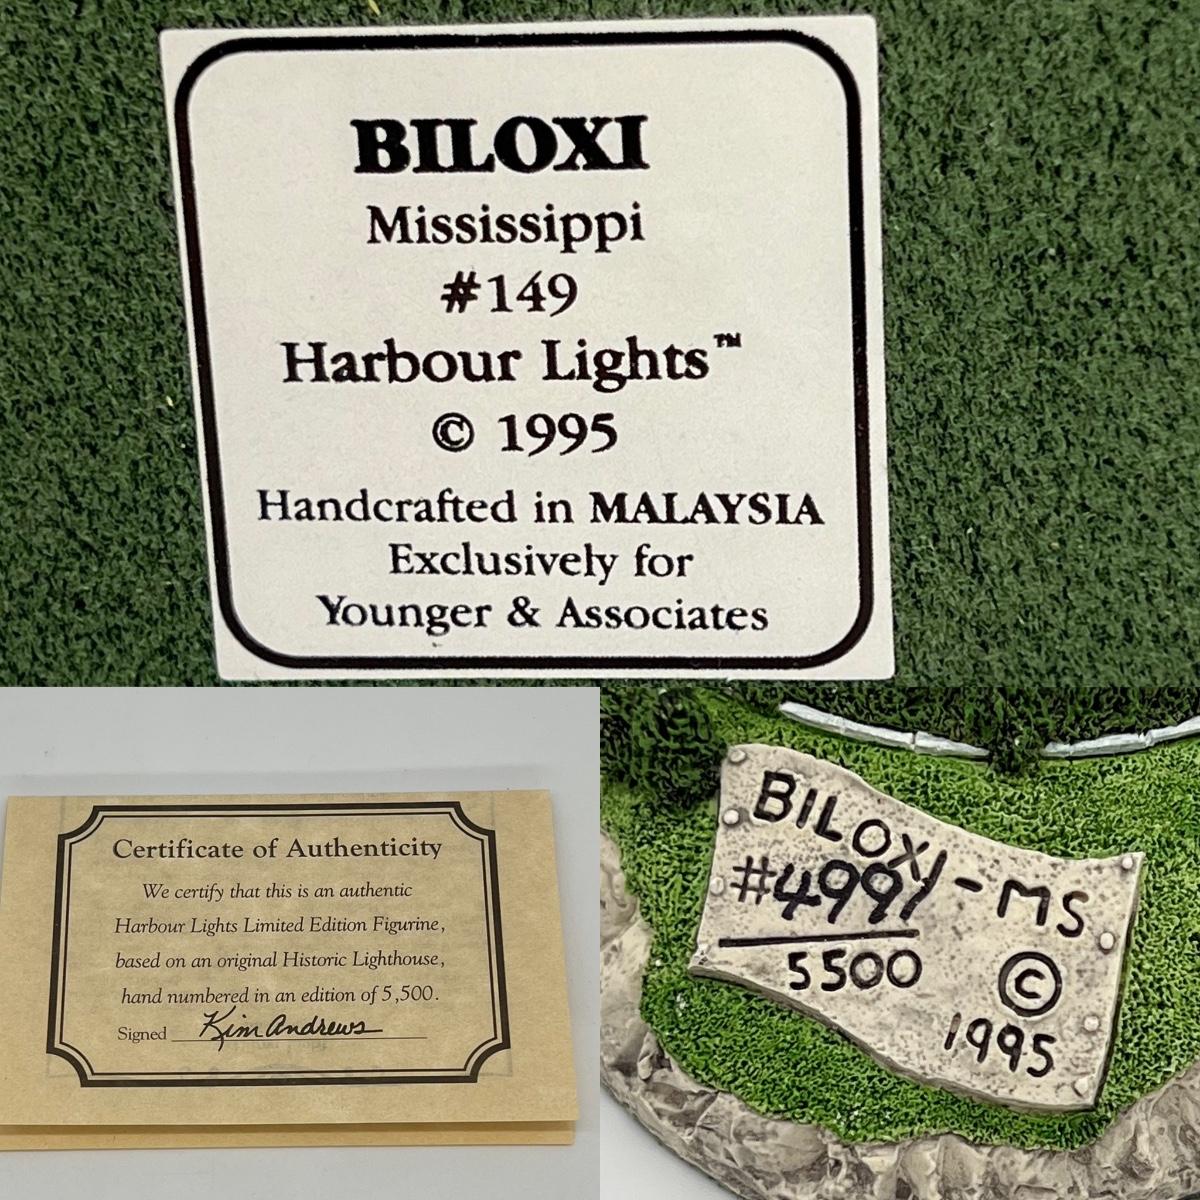 BILOXI
Mississippi
#149
Harbour Lights™
© 1995
Handcrafted in MALAYSIA
Exclusively for
Younger & Associates
Certificate of Authenticity
We certify that this is an authentic
Harbour Lights Limited Edition Figurine,
based on an original Historic Lighthouse,
hand numbered in an edition of 5,500.
Signed Kim Andrews
BILOXI-MS
#4997
5500
©
1995